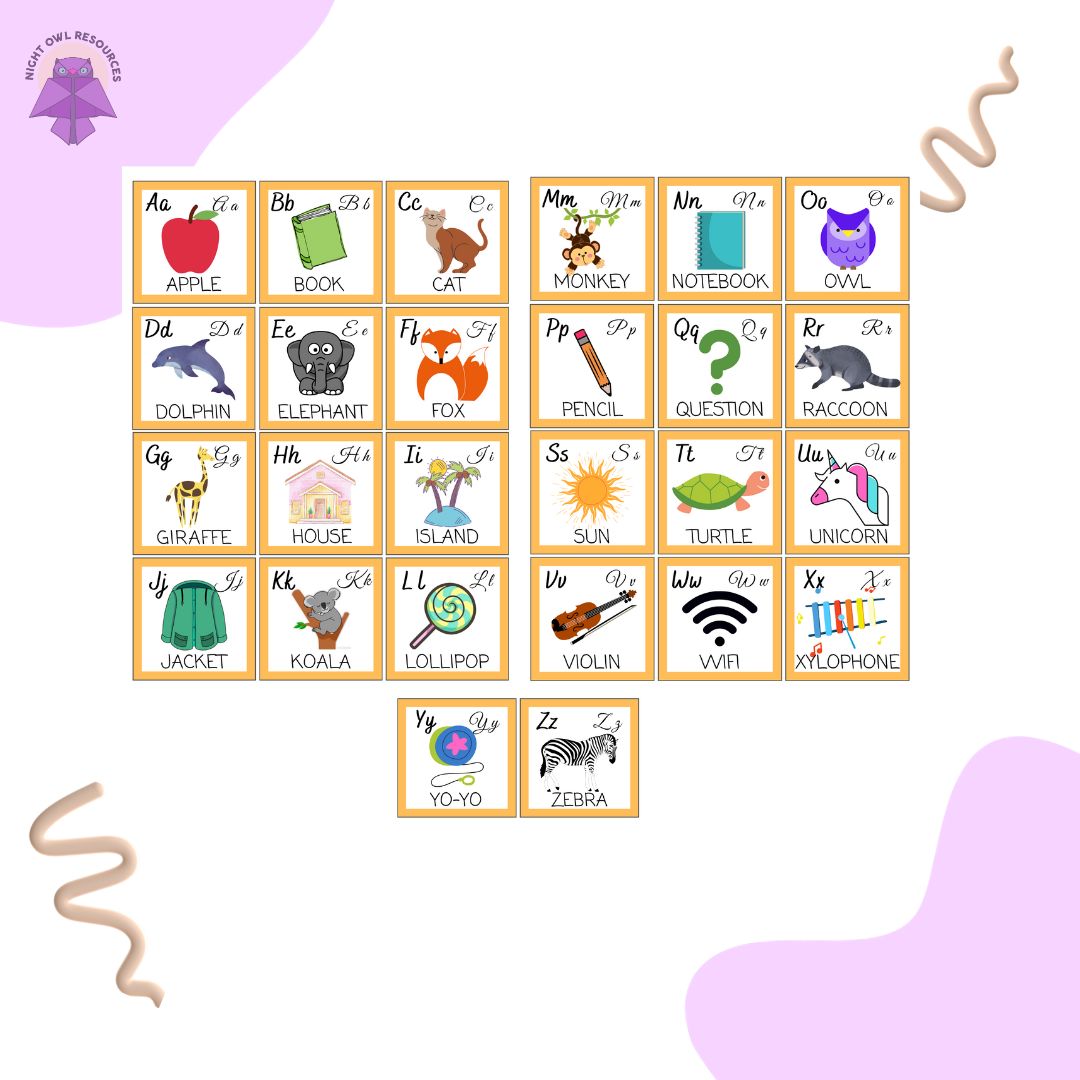 NIGHT OWL RESOURCES
Aa Aa
APPLE
Bb Bb
BOOK
Cc Cc
CAT
Dd Dd
DOLPHIN
Ee Ee
ELEPHANT
Ff Ff
FOX
Gg Gg
GIRAFFE
Hh Hh
HOUSE
Ii Ii
ISLAND
Jj Jj
JACKET
Kk Kk
KOALA
Ll Ll
LOLLIPOP
Mm Mm
MONKEY
Nn Nn
NOTEBOOK
Oo Oo
OWL
Pp Pp
PENCIL
Qq Qq
?
QUESTION
Rr Rr
RACCOON
Ss Ss
SUN
Tt Tt
TURTLE
Uu Uu
UNICORN
Vv Vv
VIOLIN
Ww Ww
WIFI
Xx Xx
XYLOPHONE
Yy Yy
YO-YO
Zz Zz
ZEBRA